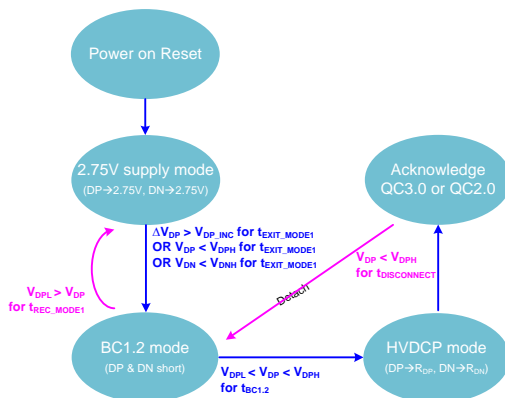 Power on Reset
2.75V supply mode
(DP→2.75V, DN→2.75V)
Acknowledge
QC3.0 or QC2.0
ΔVDP > VDP_INC for tEXIT_MODE1
OR VDP < VDPH for tEXIT_MODE1
OR VDN < VDNH for tEXIT_MODE1
VDP < VDPH
for tDISCONNECT
VDPL > VDP
for tREC_MODE1
Detach
BC1.2 mode
(DP & DN short)
VDPL < VDP < VDPH
for tBC1.2
HVDCP mode
(DP→RDP, DN→RDN)